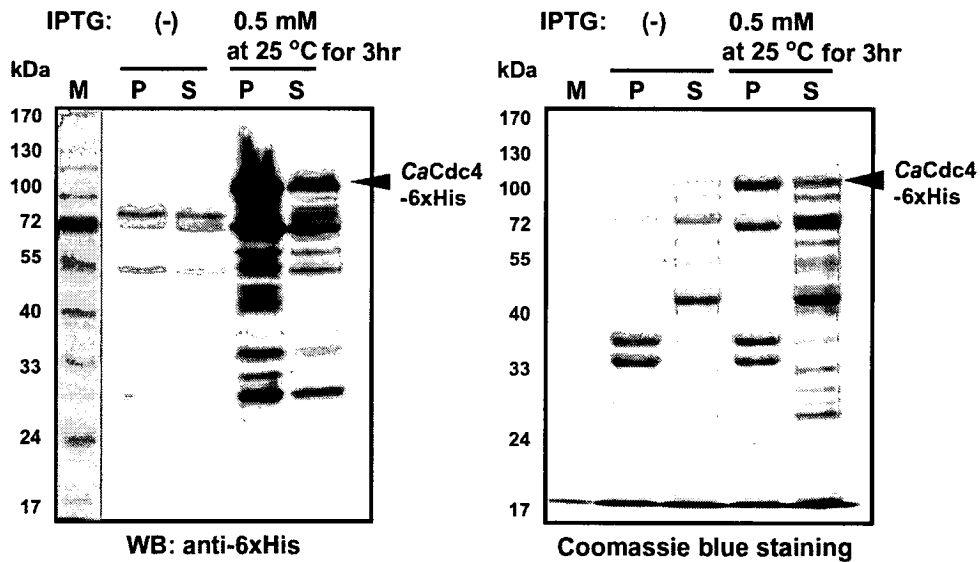 IPTG: (-) 0.5 mM
at 25 °C for 3hr
kDa
M P S P S
170
130
100
72
55
40
33
24
17
CaCdc4
-6xHis
WB: anti-6xHis
IPTG: (-) 0.5 mM
at 25 °C for 3hr
kDa
M P S P S
170
130
100
72
55
40
33
24
17
CaCdc4
-6xHis
Coomassie blue staining